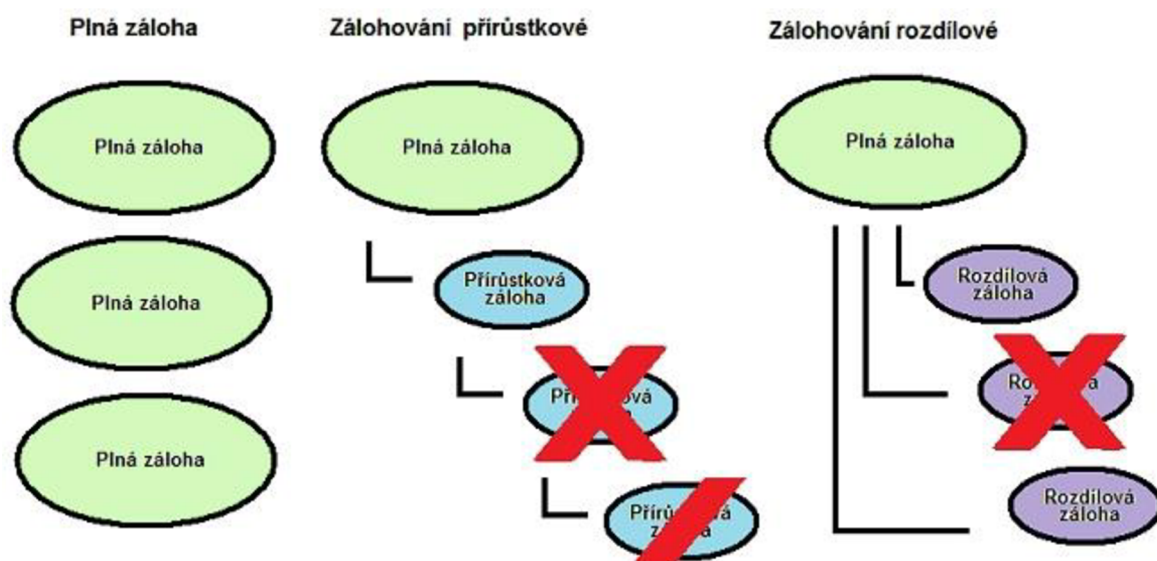 Plná záloha
Zálohování přírůstkové
Zálohování rozdílové
Plná záloha
Plná záloha
Plná záloha
Plná záloha
Přírůstková
záloha
Plná záloha
Rozdílová
záloha
Rozdílová
záloha